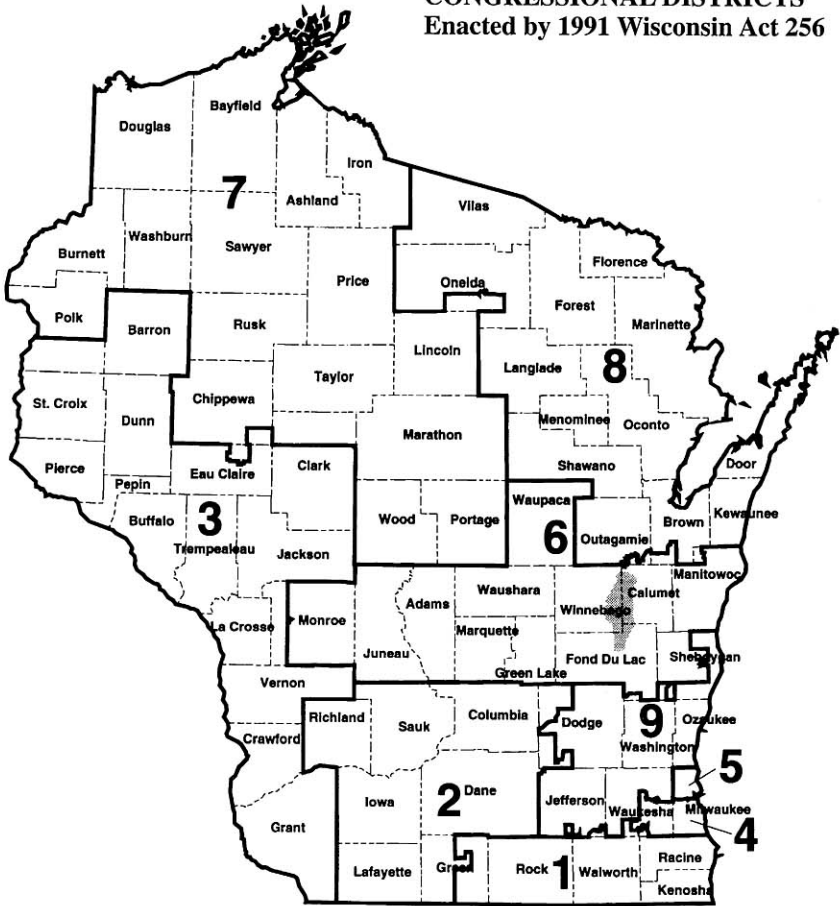 CONGRESSIONAL DISTRICTS
Enacted by 1991 Wisconsin Act 256
Bayfield
Douglas
Iron
7
Ashland
Vilas
Washburn
Sawyer
Burnett
Florence
Price
Oneida
Forest
Polk
Rusk
Marinette
Barron
Lincoln
Langlade
8
Taylor
St. Croix
Chippewa
Dunn
Menominee
Oconto
Marathon
Pierce
Eau Claire
Clark
Shawano
Door
Pepin
Waupaca
Buffalo
3
Wood
Portage
6
Brown
Kewaunee
Outagamie
Trempealeau
Jackson
Manitowoc
Waushara
Calumet
Adams
Winnebago
La Crosse
Monroe
Marquette
Juneau
Fond Du Lac
Sheboygan
Green Lake
Vernon
Richland
Columbia
Dodge
9
Ozaukee
Sauk
Crawford
Washington
5
Iowa
2
Dane
Jefferson
Waukesha
Milwaukee
4
Grant
Lafayette
Green
Rock
1
Walworth
Racine
Kenosha